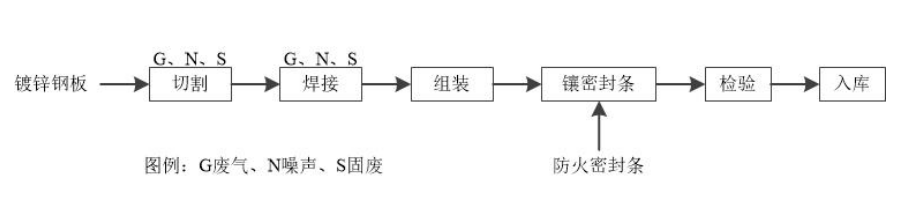 G、N、S G、N、S
镀锌钢板 切割 焊接 组装 镶密封条 检验 入库
图例：G废气、N噪声、S固废 防火密封条